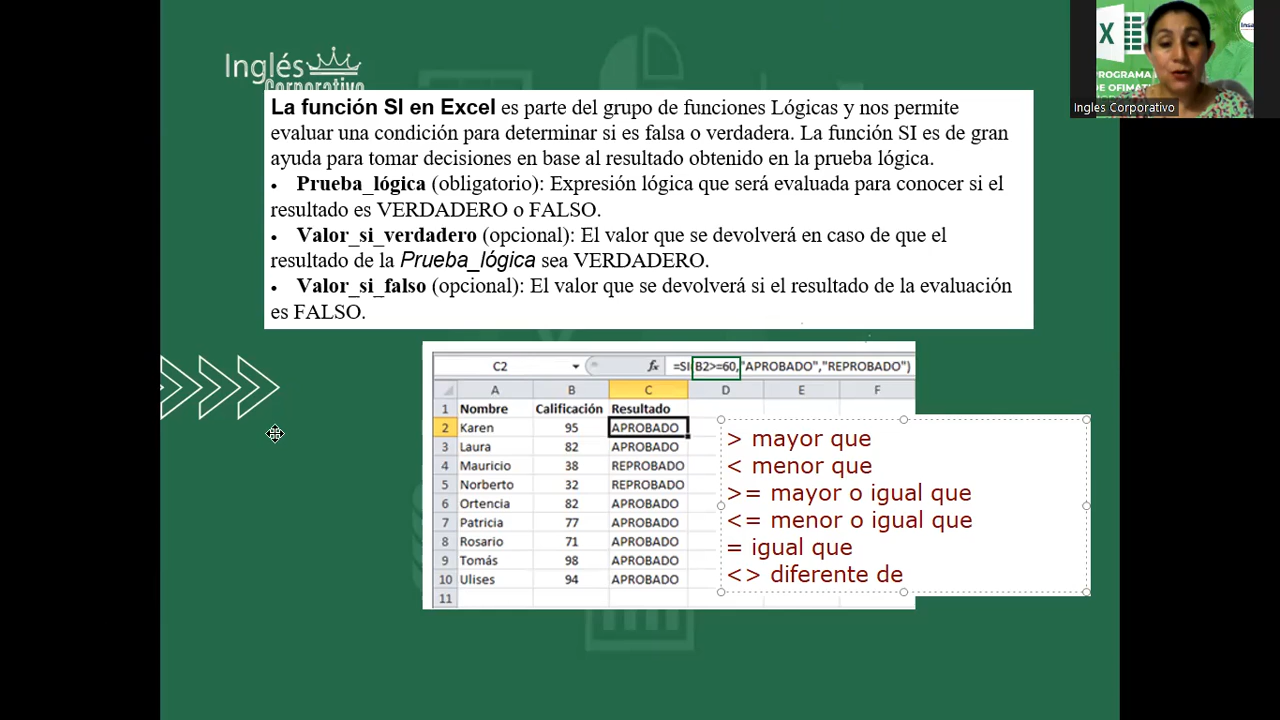 Inglés
Corporativo
PROGRAMA
DE OFIMATI
Ingles Corporativo
La función SI en Excel es parte del grupo de funciones Lógicas y nos permite
evaluar una condición para determinar si es falsa o verdadera. La función SI es de gran
ayuda para tomar decisiones en base al resultado obtenido en la prueba lógica.
• Prueba_lógica (obligatorio): Expresión lógica que será evaluada para conocer si el
resultado es VERDADERO o FALSO.
• Valor_si_verdadero (opcional): El valor que se devolverá en caso de que el
resultado de la Prueba_lógica sea VERDADERO.
• Valor_si_falso (opcional): El valor que se devolverá si el resultado de la evaluación
es FALSO.
C2 fx =SI(B2>=60,"APROBADO","REPROBADO")
A B C D E F
1 Nombre Calificación Resultado
2 Karen 95 APROBADO
3 Laura 82 APROBADO
4 Mauricio 38 REPROBADO
5 Norberto 32 REPROBADO
6 Ortencia 82 APROBADO
7 Patricia 77 APROBADO
8 Rosario 71 APROBADO
9 Tomás 98 APROBADO
10 Ulises 94 APROBADO
11
> mayor que
< menor que
>= mayor o igual que
<= menor o igual que
= igual que
<> diferente de